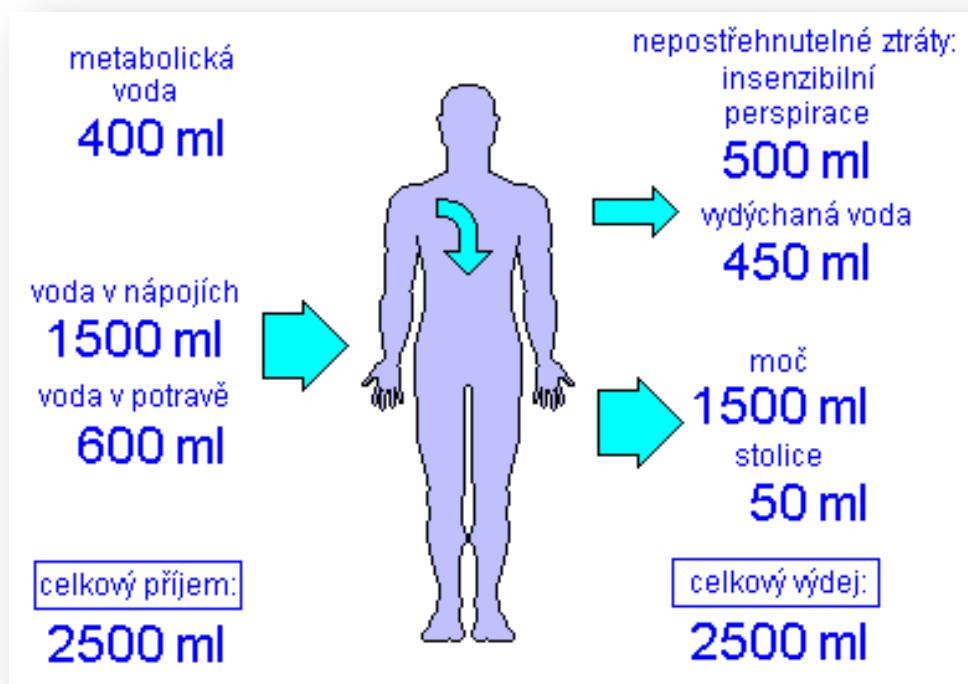 metabolická
voda
400 ml
voda v nápojích
1500 ml
voda v potravě
600 ml
celkový příjem:
2500 ml
nepostřehnutelné ztráty:
insenzibilní
perspirace
500 ml
vydýchaná voda
450 ml
moč
1500 ml
stolice
50 ml
celkový výdej:
2500 ml